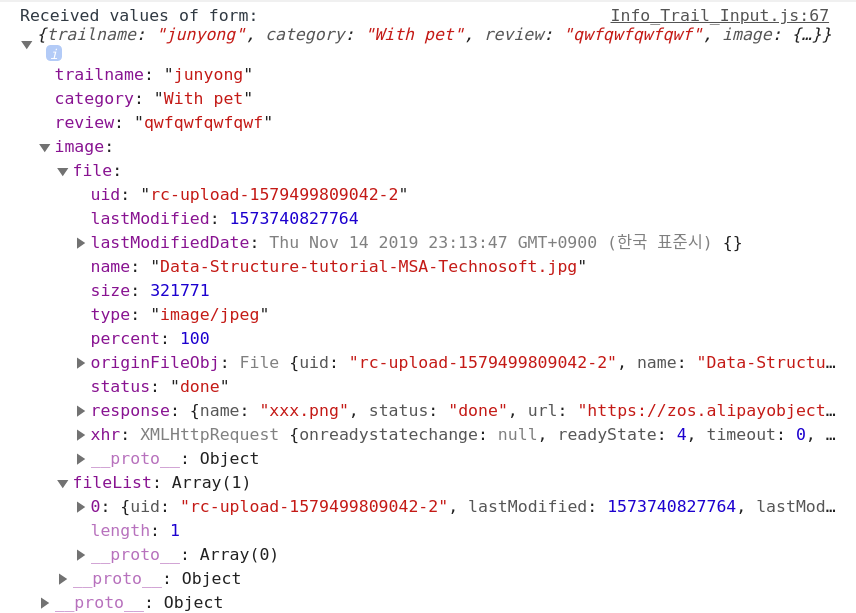 Received values of form: Info_Trail_Input.js:67
{trailname: "junyong", category: "With pet", review: "qwfqwfqwfqwf", image: {…}}
i
trailname: "junyong"
category: "With pet"
review: "qwfqwfqwfqwf"
image:
file:
uid: "rc-upload-1579499809042-2"
lastModified: 1573740827764
lastModifiedDate: Thu Nov 14 2019 23:13:47 GMT+0900 (한국 표준시) {}
name: "Data-Structure-tutorial-MSA-Technosoft.jpg"
size: 321771
type: "image/jpeg"
percent: 100
originFileObj: File {uid: "rc-upload-1579499809042-2", name: "Data-Structu…
status: "done"
response: {name: "xxx.png", status: "done", url: "https://zos.alipayobject…
xhr: XMLHttpRequest {onreadystatechange: null, readyState: 4, timeout: 0, …
__proto__: Object
fileList: Array(1)
0: {uid: "rc-upload-1579499809042-2", lastModified: 1573740827764, lastMod…
length: 1
__proto__: Array(0)
__proto__: Object
__proto__: Object